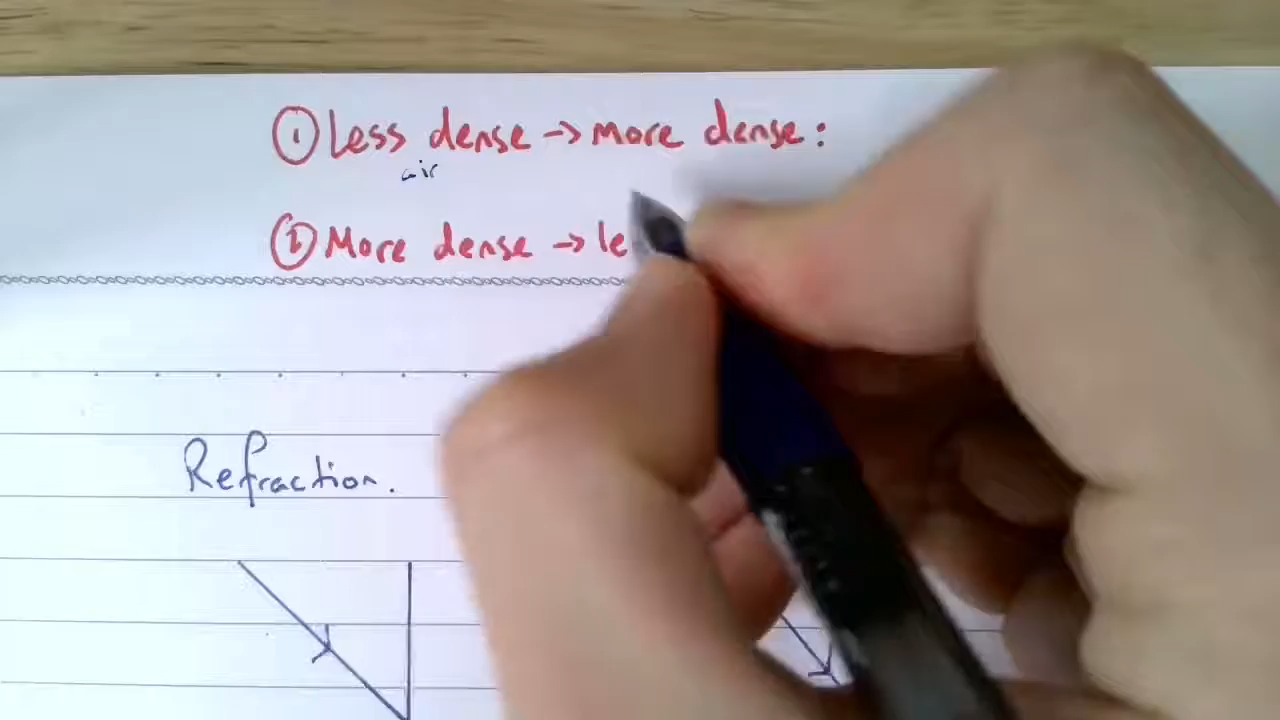 ① Less dense → more dense:
air
② More dense → le
Refraction.